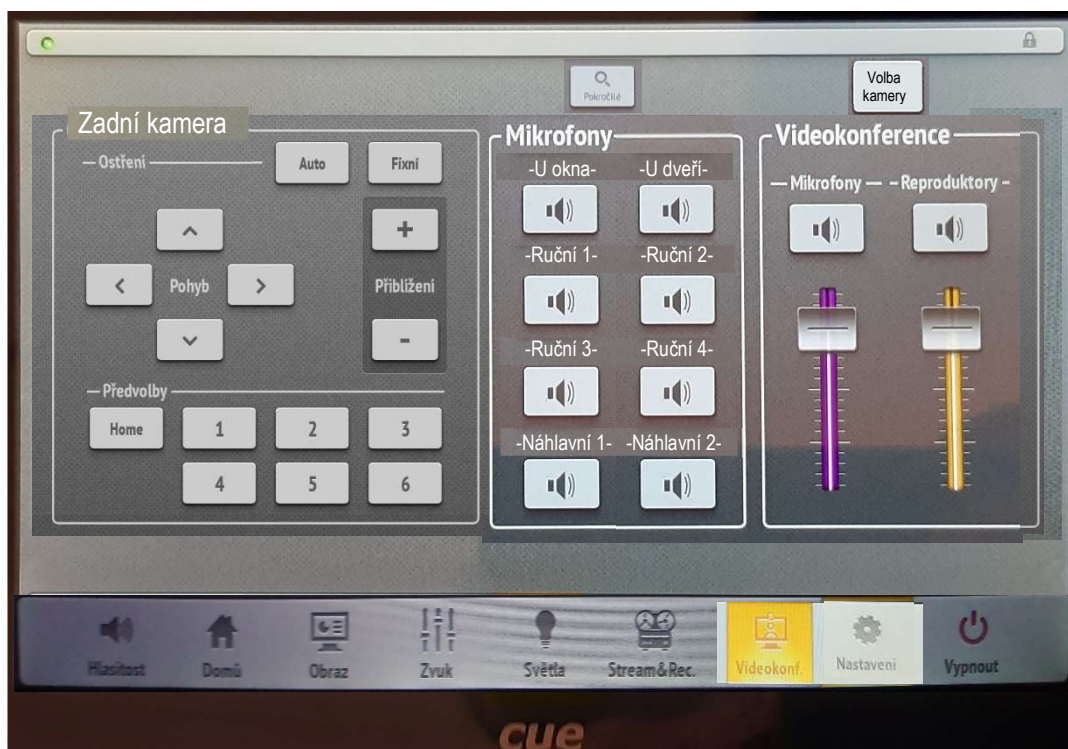 Pokročilé
Volba
kamery
Zadní kamera
Ostření
Auto
Fixní
Pohyb
+
Přiblížení
-
Předvolby
Home
1
2
3
4
5
6
Mikrofony
-U okna-
-U dveří-
-Ruční 1-
-Ruční 2-
-Ruční 3-
-Ruční 4-
-Náhlavní 1-
-Náhlavní 2-
Videokonference
Mikrofony
Reproduktory
Hlasitost
Domů
Obraz
Zvuk
Světla
Stream&Rec.
Videokonf.
Nastavení
Vypnout
cue